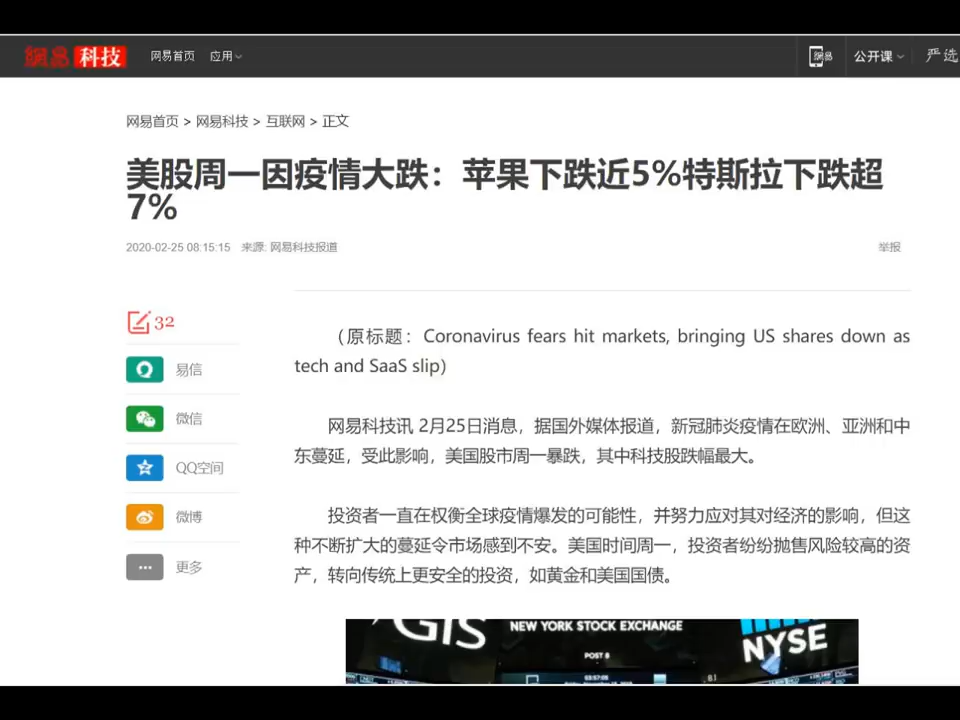 網易科技 网易首页 应用 網易 公开课 严选
网易首页 > 网易科技 > 互联网 > 正文
美股周一因疫情大跌：苹果下跌近5%特斯拉下跌超
7%
2020-02-25 08:15:15 来源: 网易科技报道 举报
32
（原标题：Coronavirus fears hit markets, bringing US shares down as
tech and SaaS slip）
易信
微信
网易科技讯 2月25日消息，据国外媒体报道，新冠肺炎疫情在欧洲、亚洲和中
东蔓延，受此影响，美国股市周一暴跌，其中科技股跌幅最大。
QQ空间
微博
投资者一直在权衡全球疫情爆发的可能性，并努力应对其对经济的影响，但这
种不断扩大的蔓延令市场感到不安。美国时间周一，投资者纷纷抛售风险较高的资
产，转向传统上更安全的投资，如黄金和美国国债。
更多
GTS
NEW YORK STOCK EXCHANGE
NYSE
POST 8